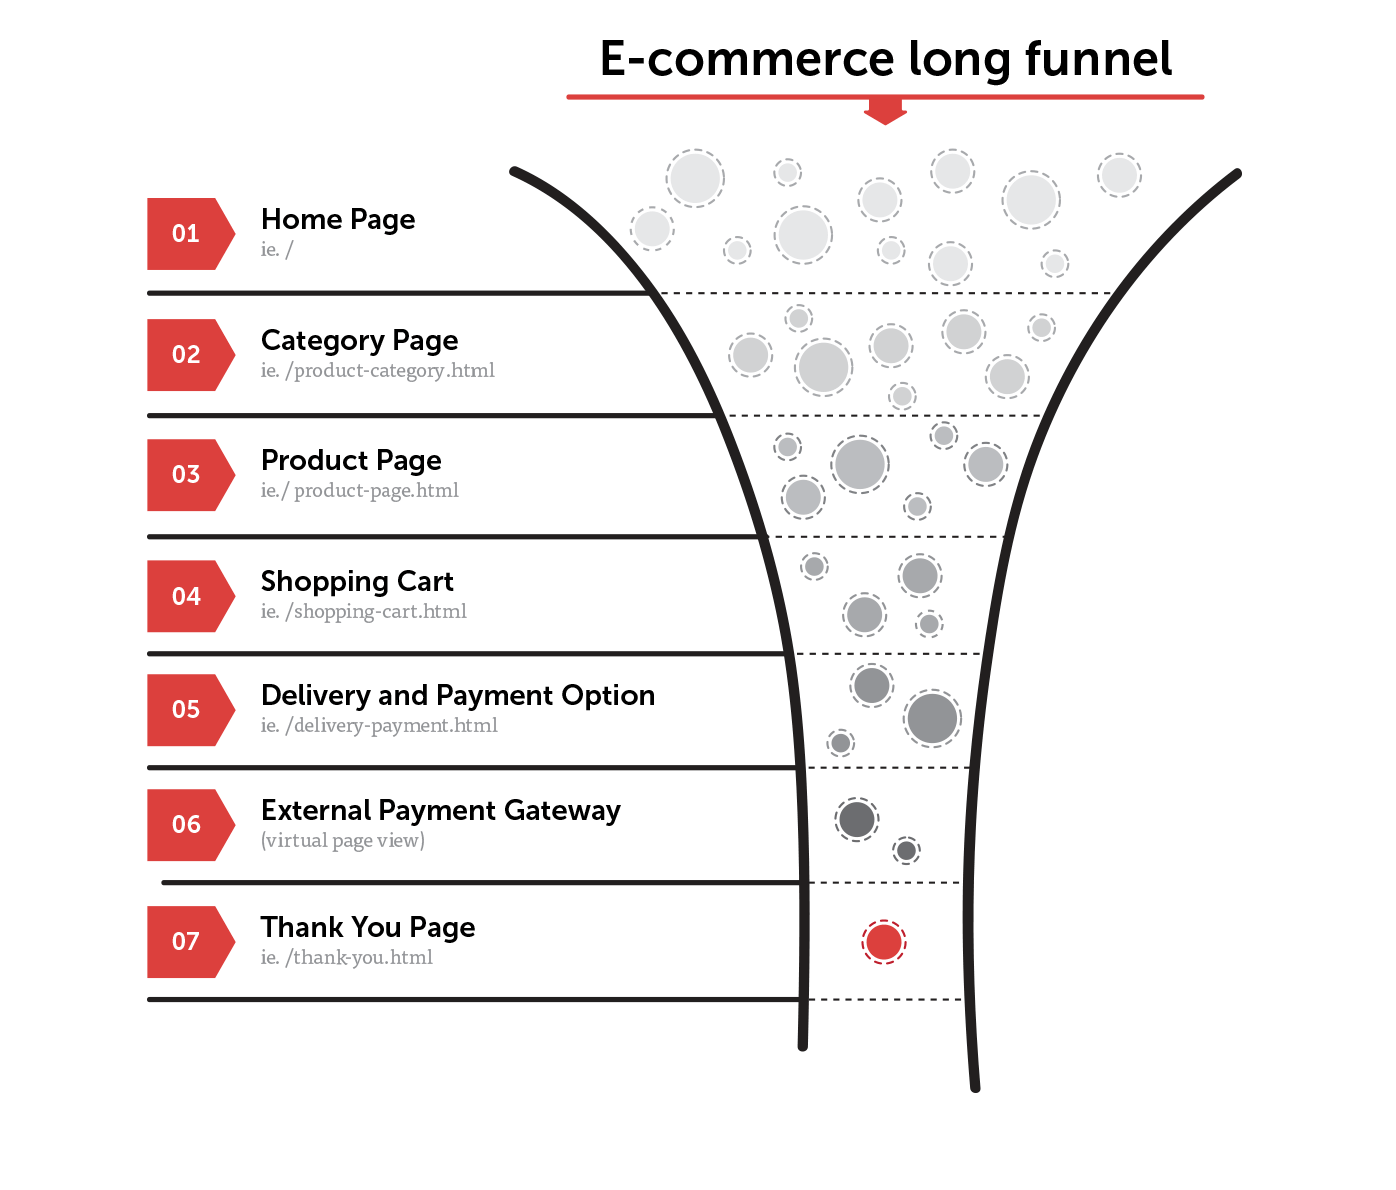 E-commerce long funnel
01
Home Page
ie. /
02
Category Page
ie. /product-category.html
03
Product Page
ie./ product-page.html
04
Shopping Cart
ie. /shopping-cart.html
05
Delivery and Payment Option
ie. /delivery-payment.html
06
External Payment Gateway
(virtual page view)
07
Thank You Page
ie. /thank-you.html